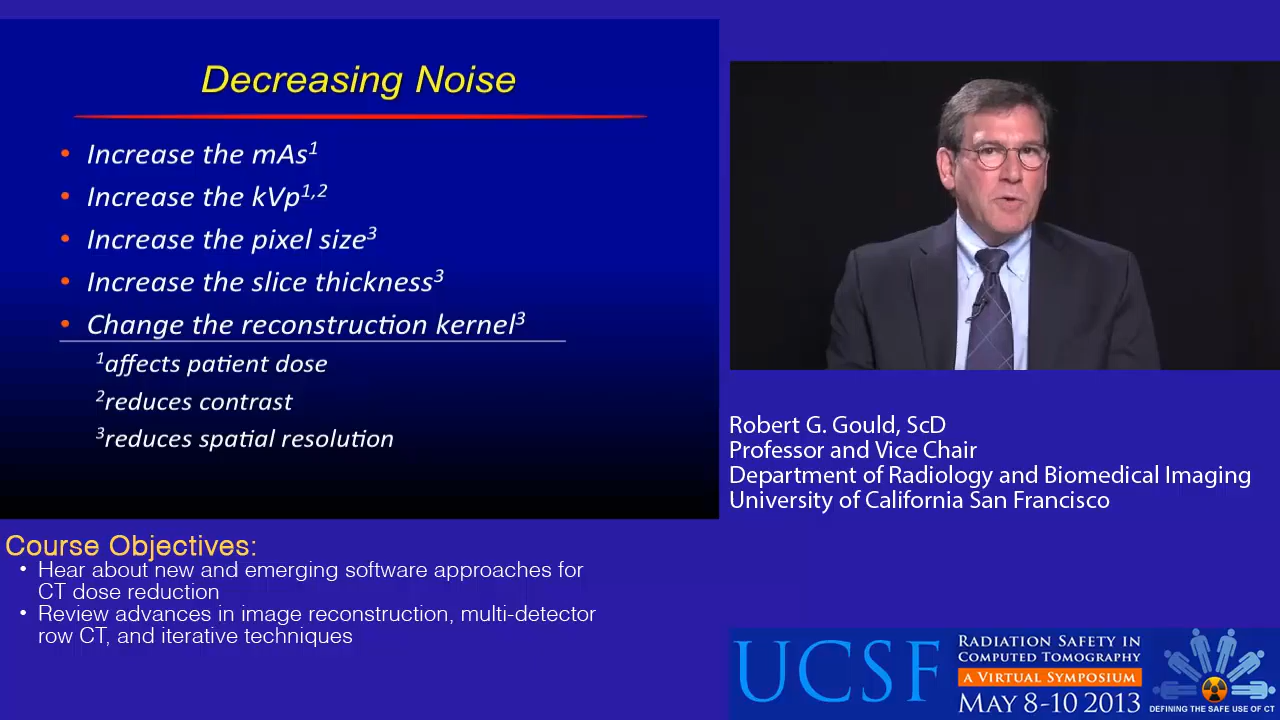 Decreasing Noise
• Increase the mAs¹
• Increase the kVp¹,²
• Increase the pixel size³
• Increase the slice thickness³
• Change the reconstruction kernel³
¹affects patient dose
²reduces contrast
³reduces spatial resolution
Robert G. Gould, ScD
Professor and Vice Chair
Department of Radiology and Biomedical Imaging
University of California San Francisco
Course Objectives:
• Hear about new and emerging software approaches for
CT dose reduction
• Review advances in image reconstruction, multi-detector
row CT, and iterative techniques
UCSF
RADIATION SAFETY IN
COMPUTED TOMOGRAPHY
A VIRTUAL SYMPOSIUM
MAY 8-10 2013
DEFINING THE SAFE USE OF CT